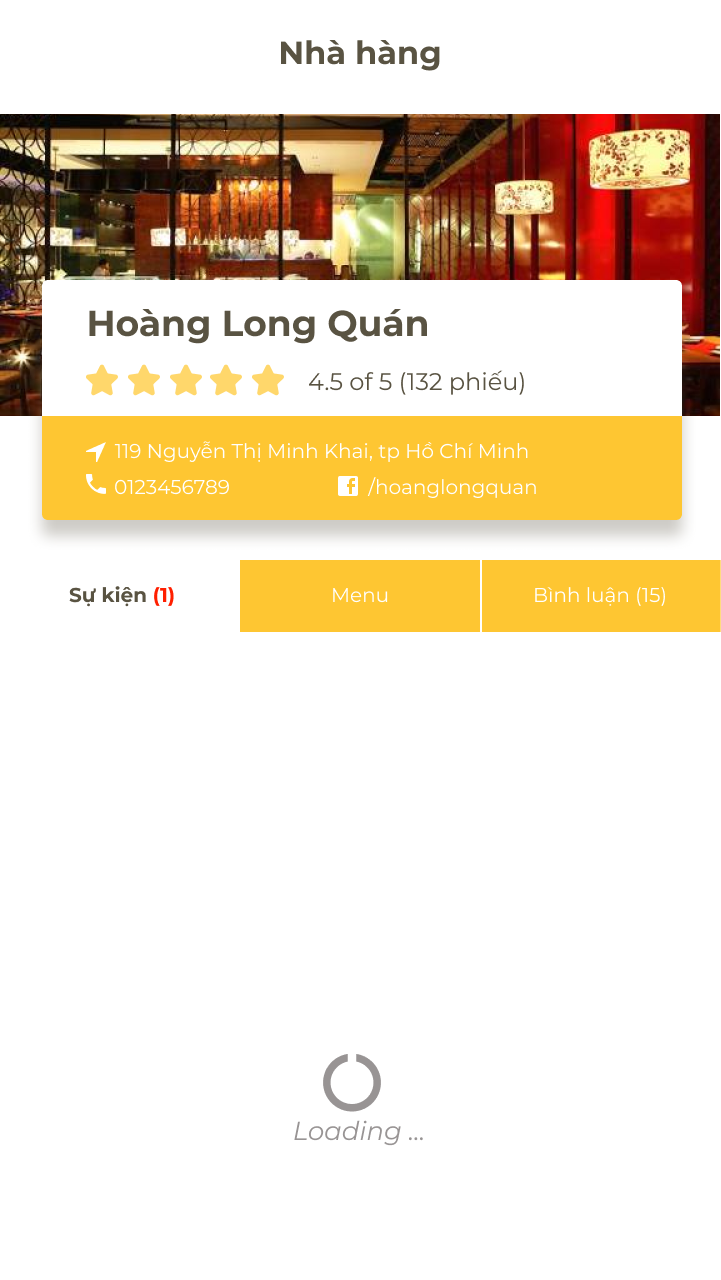 Nhà hàng
Hoàng Long Quán
4.5 of 5 (132 phiếu)
119 Nguyễn Thị Minh Khai, tp Hồ Chí Minh
0123456789 /hoanglongquan
Sự kiện (1) Menu Bình luận (15)
Loading ...